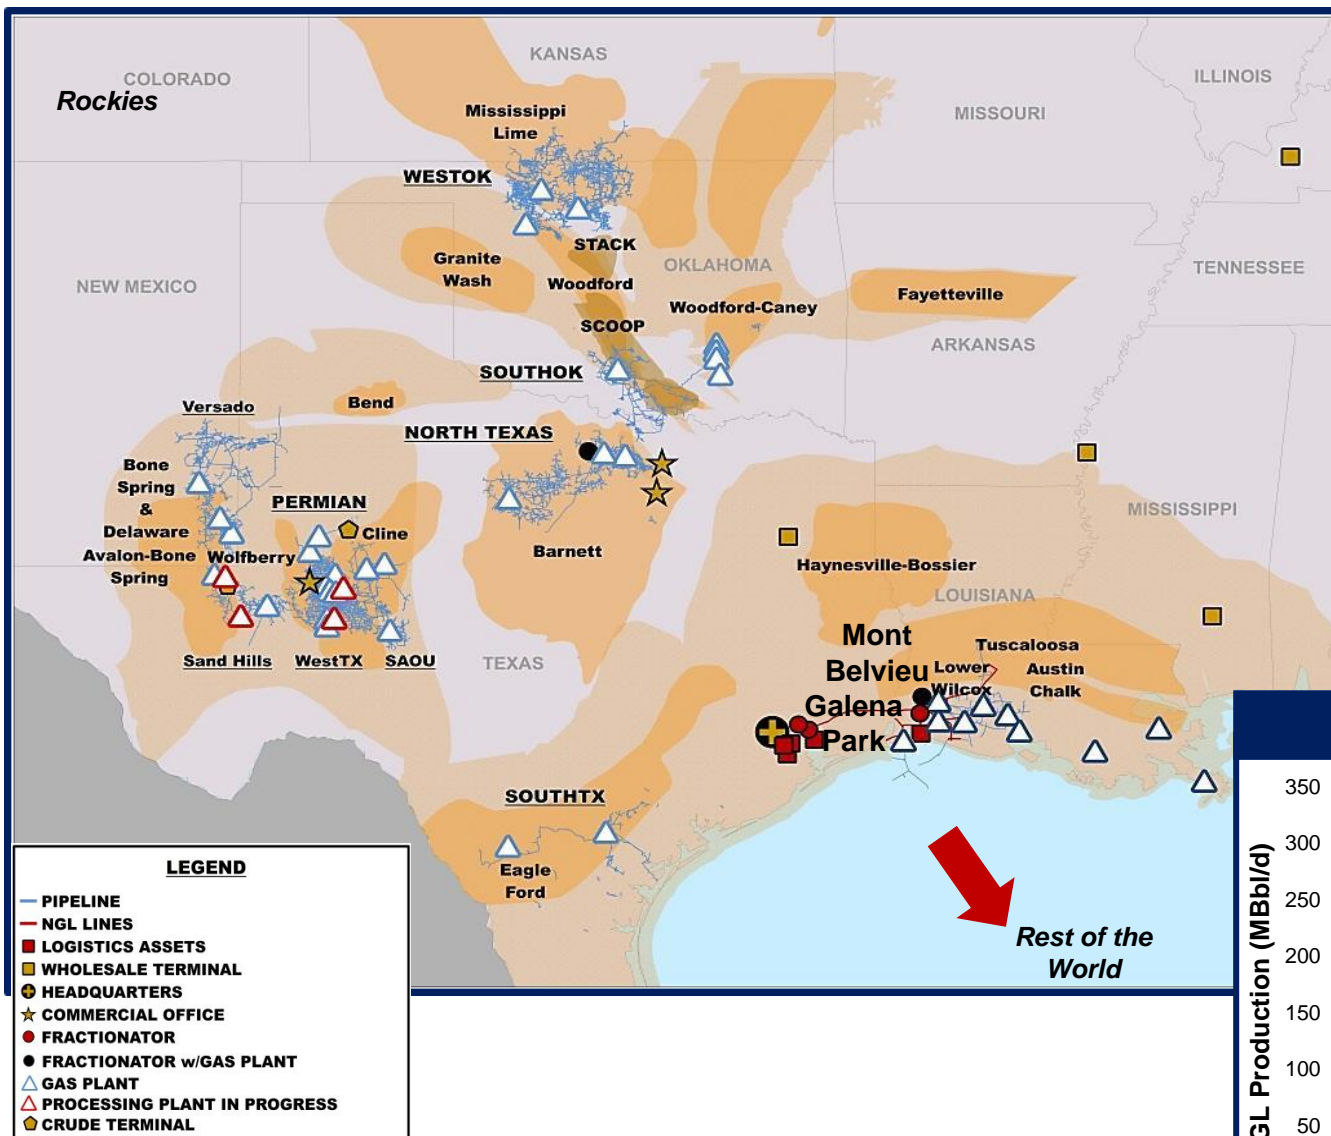 KANSAS
COLORADO
ILLINOIS
Rockies
Mississippi
Lime
MISSOURI
WESTOK
STACK
Granite
Wash
OKLAHOMA
TENNESSEE
NEW MEXICO
Woodford
Fayetteville
Woodford-Caney
SCOOP
ARKANSAS
SOUTHOK
Bend
Versado
NORTH TEXAS
Bone
Spring
&
Delaware
Avalon-Bone
Spring
PERMIAN
MISSISSIPPI
Cline
Wolfberry
Barnett
Haynesville-Bossier
LOUISIANA
Mont
Belvieu
Galena
Park
Tuscaloosa
Lower
Wilcox
Austin
Chalk
Sand Hills
WestTX
SAOU
TEXAS
SOUTHTX
Eagle
Ford
Rest of the
World
LEGEND
PIPELINE
NGL LINES
LOGISTICS ASSETS
WHOLESALE TERMINAL
HEADQUARTERS
COMMERCIAL OFFICE
FRACTIONATOR
FRACTIONATOR w/GAS PLANT
GAS PLANT
PROCESSING PLANT IN PROGRESS
CRUDE TERMINAL
GL Production (MBbl/d)
350
300
250
200
150
100
50